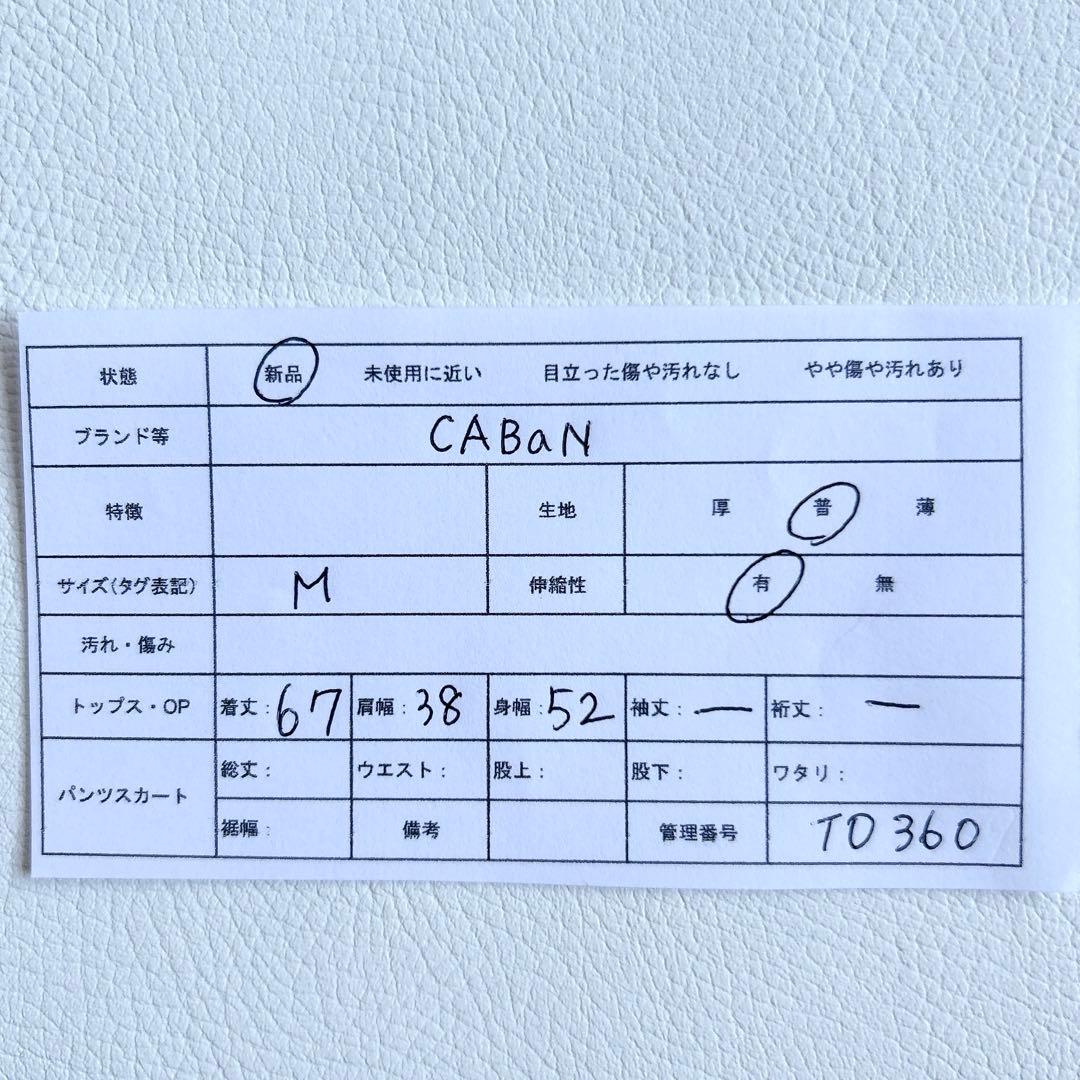 状態 新品 未使用に近い 目立った傷や汚れなし やや傷や汚れあり
ブランド等 CABaN
特徴 生地 厚 普 薄
サイズ(タグ表記) M 伸縮性 有 無
汚れ・傷み
トップス・OP 着丈:67 肩幅:38 身幅:52 袖丈:ー 裄丈:ー
パンツスカート 総丈: ウエスト: 股上: 股下: ワタリ:
裾幅: 備考 管理番号 TO360